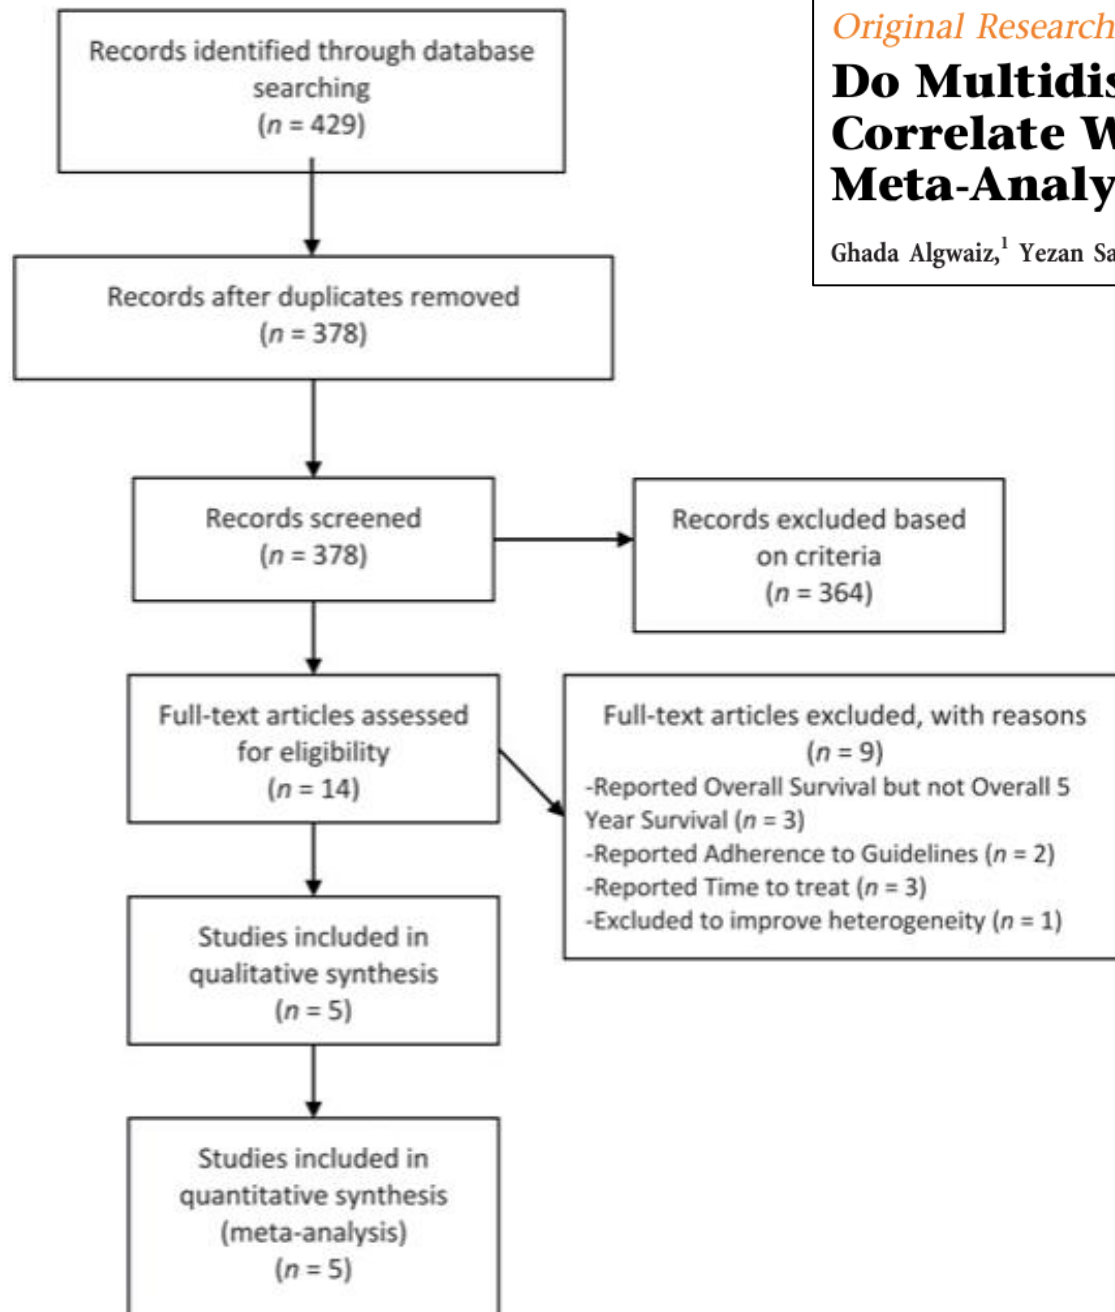 Records identified through database
searching
(n = 429)
Original Research
Do Multidis
Correlate W
Meta-Analy
Ghada Algwaiz,1 Yezan Sa
Records after duplicates removed
(n = 378)
Records screened
(n = 378)
Records excluded based
on criteria
(n = 364)
Full-text articles assessed
for eligibility
(n = 14)
Full-text articles excluded, with reasons
(n = 9)
-Reported Overall Survival but not Overall 5
Year Survival (n = 3)
-Reported Adherence to Guidelines (n = 2)
-Reported Time to treat (n = 3)
-Excluded to improve heterogeneity (n = 1)
Studies included in
qualitative synthesis
(n = 5)
Studies included in
quantitative synthesis
(meta-analysis)
(n = 5)